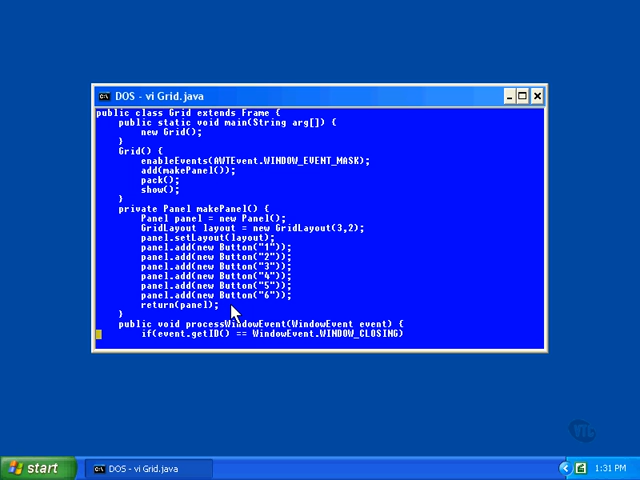 DOS - vi Grid.java
public class Grid extends Frame {
    public static void main(String arg[]) {
        new Grid();
    }
    Grid() {
        enableEvents(AWTEvent.WINDOW_EVENT_MASK);
        add(makePanel());
        pack();
        show();
    }
    private Panel makePanel() {
        Panel panel = new Panel();
        GridLayout layout = new GridLayout(3,2);
        panel.setLayout(layout);
        panel.add(new Button("1"));
        panel.add(new Button("2"));
        panel.add(new Button("3"));
        panel.add(new Button("4"));
        panel.add(new Button("5"));
        panel.add(new Button("6"));
        return(panel);
    }
    public void processWindowEvent(WindowEvent event) {
        if(event.getID() == WindowEvent.WINDOW_CLOSING)
VTC
start
DOS - vi Grid.java
1:31 PM